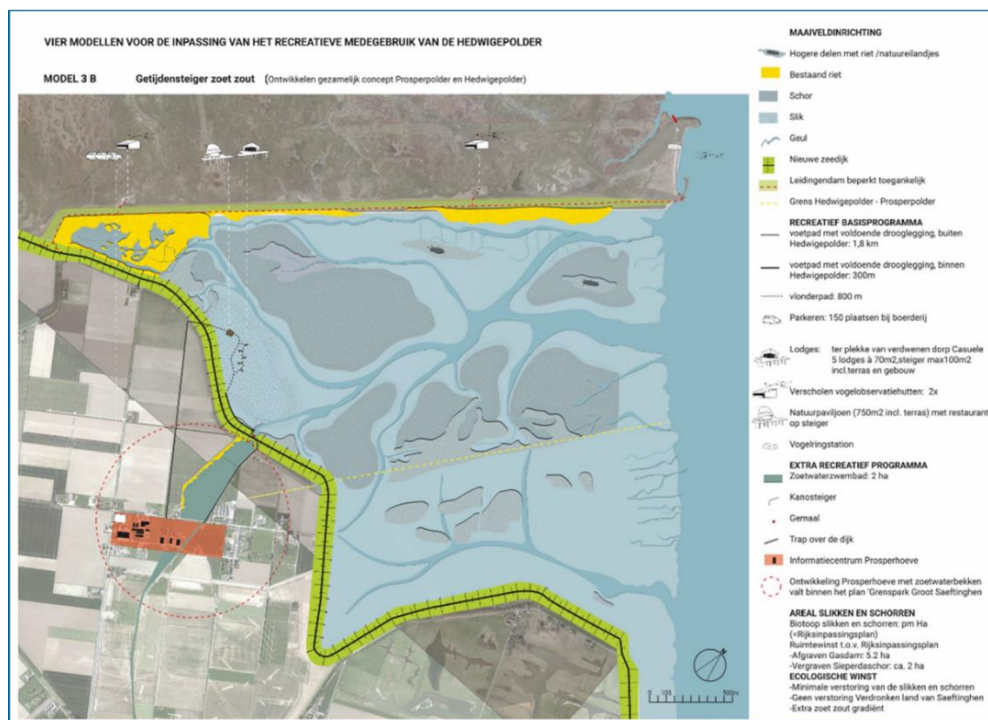 VIER MODELLEN VOOR DE INPASSING VAN HET RECREATIEVE MEDEGEBRUIK VAN DE HEDWIGEPOLDER
MODEL 3 B Getijdensteiger zoet zout (Ontwikkelen gezamelijk concept Prosperpolder en Hedwigepolder)
MAAIVELDINRICHTING
Hogere delen met riet /natuureilandjes
Bestaand riet
Schor
Slik
Geul
Nieuwe zeedijk
Leidingendam beperkt toegankelijk
Grens Hedwigepolder - Prosperpolder
RECREATIEF BASISPROGRAMMA
voetpad met voldoende drooglegging, buiten
Hedwigepolder: 1,8 km
voetpad met voldoende drooglegging, binnen
Hedwigepolder: 300m
vlonderpad: 800 m
Parkeren: 150 plaatsen bij boerderij
Lodges: ter plekke van verdwenen dorp Casuele
5 lodges à 70m2,steiger max100m2
incl.terras en gebouw
Verscholen vogelobservatiehutten: 2x
Natuurpaviljoen (750m2 incl. terras) met restaurant
op steiger
Vogelringstation
EXTRA RECREATIEF PROGRAMMA
Zoetwaterzwembad: 2 ha
Kanosteiger
Gemaal
Trap over de dijk
Informatiecentrum Prosperhoeve
Ontwikkeling Prosperhoeve met zoetwaterbekken
valt binnen het plan 'Grenspark Groot Saeftinghen
AREAL SLIKKEN EN SCHORREN
Biotoop slikken en schorren: pm Ha
(=Rijksinpassingsplan)
Ruimtewinst t.o.v. Rijksinpassingsplan
-Afgraven Gasdam: 5.2 ha
-Vergraven Sieperdaschor: ca. 2 ha
ECOLOGISCHE WINST
-Minimale verstoring van de slikken en schorren
-Geen verstoring Verdronken land van Saeftinghen
-Extra zoet zout gradiënt
0 100 500m